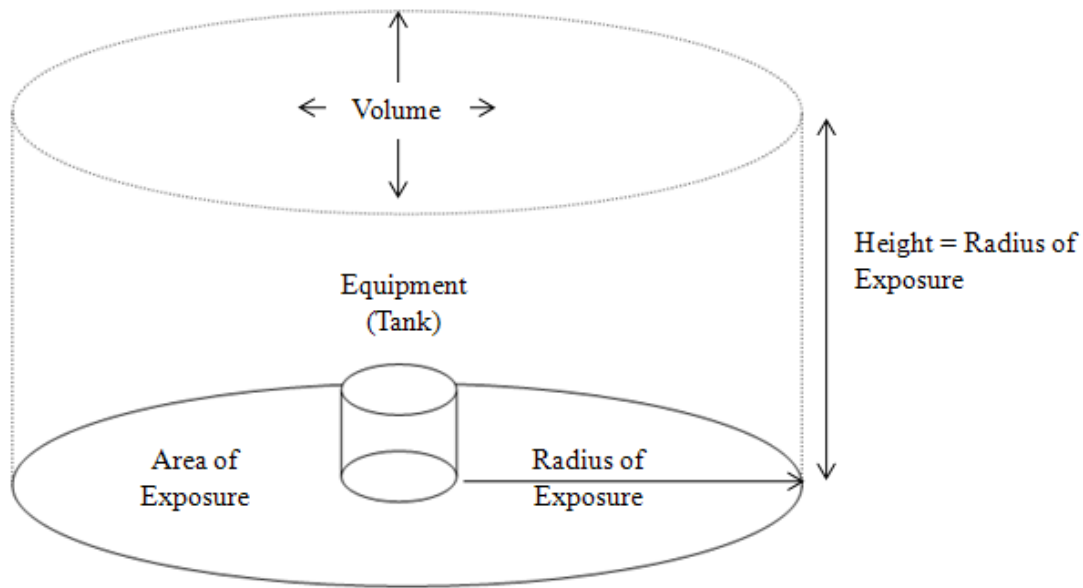 Volume
Height = Radius of
Exposure
Equipment
(Tank)
Area of
Exposure
Radius of
Exposure